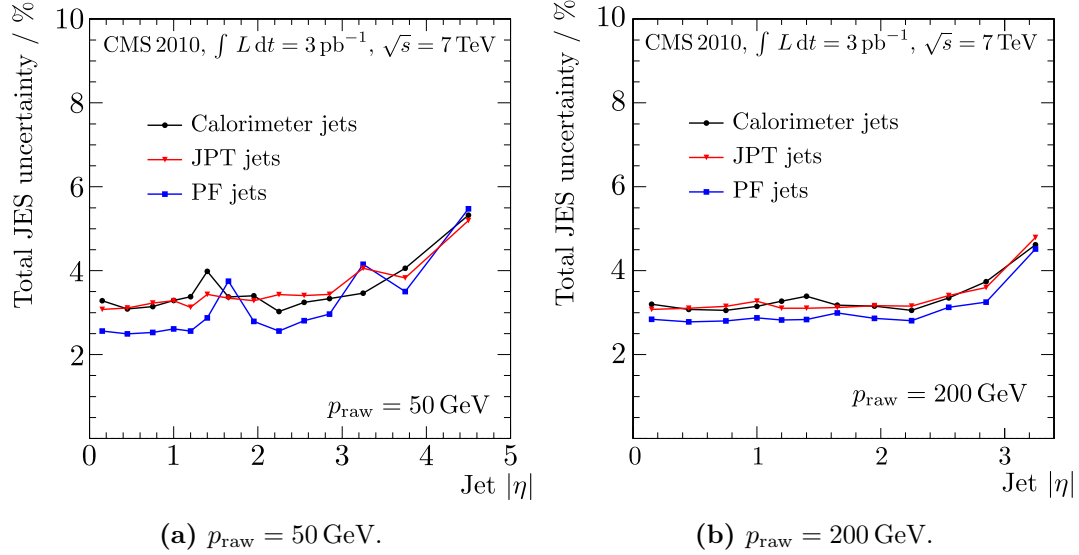 Total JES uncertainty / %
10
8
6
4
2
CMS 2010, ∫ L dt = 3 pb⁻¹, √s = 7 TeV
Calorimeter jets
JPT jets
PF jets
p_raw = 50 GeV
0 1 2 3 4 5
Jet |η|
(a) p_raw = 50 GeV.
Total JES uncertainty / %
10
8
6
4
2
CMS 2010, ∫ L dt = 3 pb⁻¹, √s = 7 TeV
Calorimeter jets
JPT jets
PF jets
p_raw = 200 GeV
0 1 2 3
Jet |η|
(b) p_raw = 200 GeV.